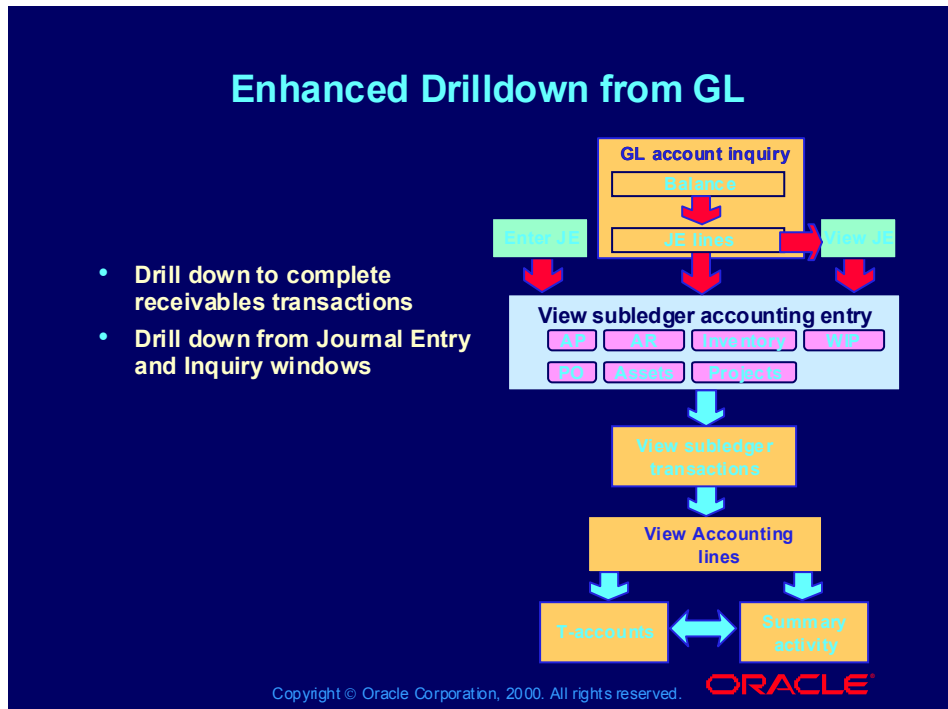 Enhanced Drilldown from GL
• Drill down to complete
receivables transactions
• Drill down from Journal Entry
and Inquiry windows
GL account inquiry
Balance
Enter JE
JE lines
View JE
View subledger accounting entry
AP
AR
Inventory
WIP
PO
Assets
Projects
View subledger
transactions
View Accounting
lines
T-accounts
Summary
activity
Copyright © Oracle Corporation, 2000. All rights reserved.
ORACLE®